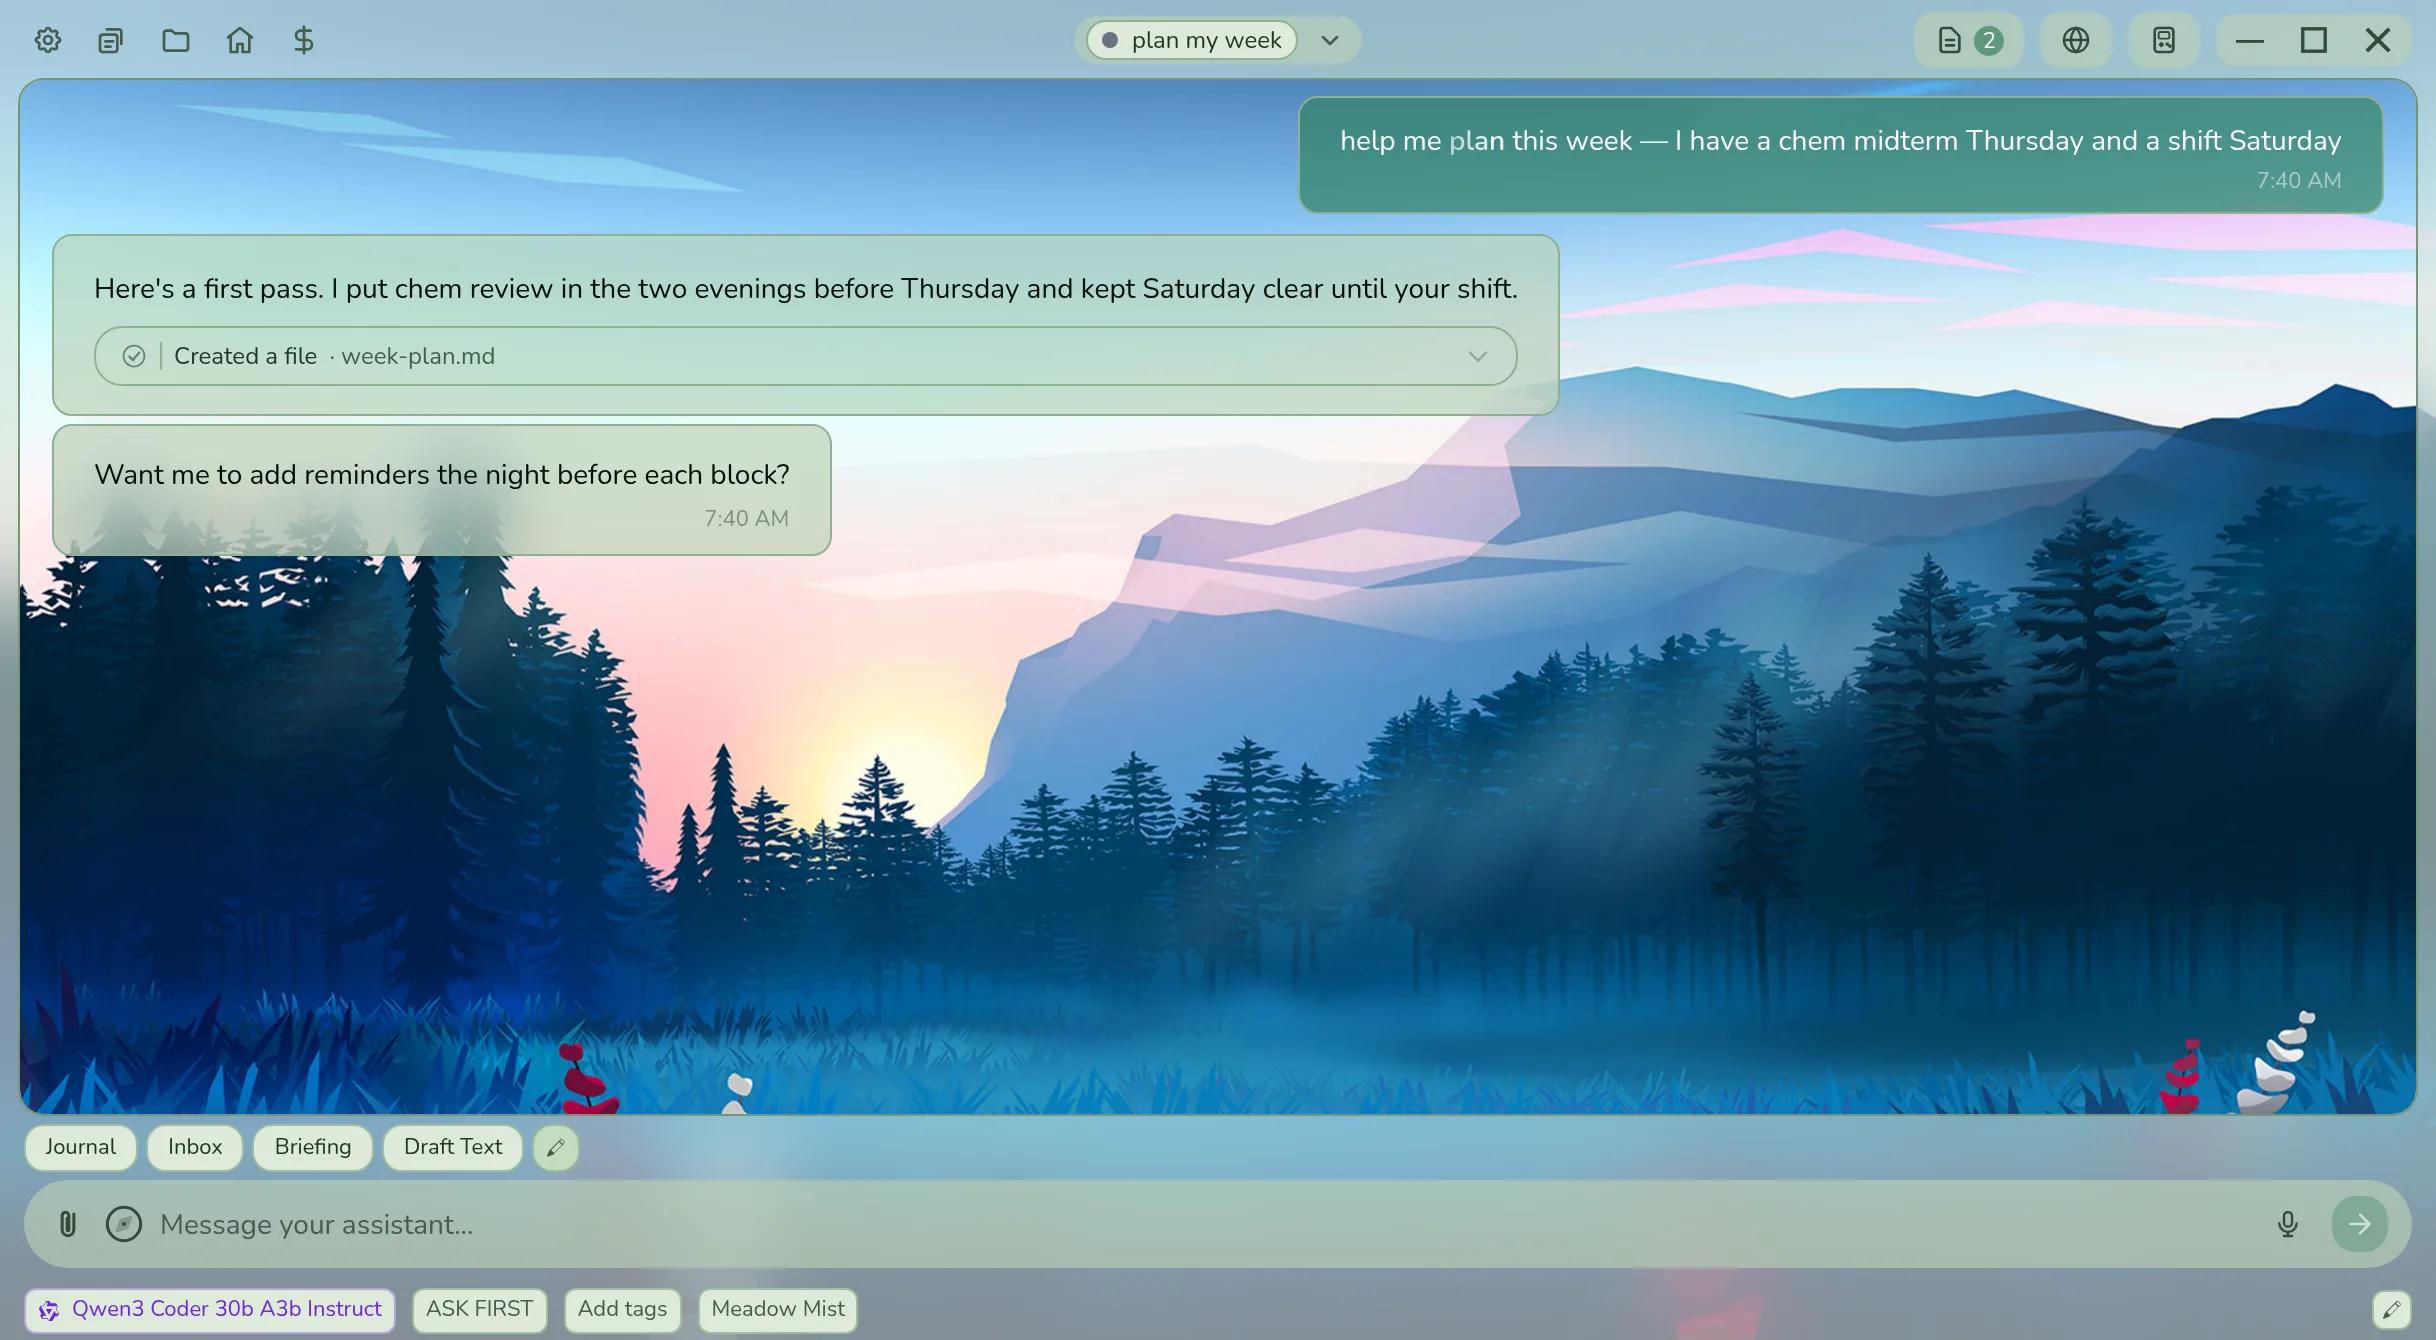 plan my week
2
help me plan this week — I have a chem midterm Thursday and a shift Saturday
7:40 AM
Here's a first pass. I put chem review in the two evenings before Thursday and kept Saturday clear until your shift.
Created a file · week-plan.md
Want me to add reminders the night before each block?
7:40 AM
Journal Inbox Briefing Draft Text
Message your assistant...
Qwen3 Coder 30b A3b Instruct ASK FIRST Add tags Meadow Mist